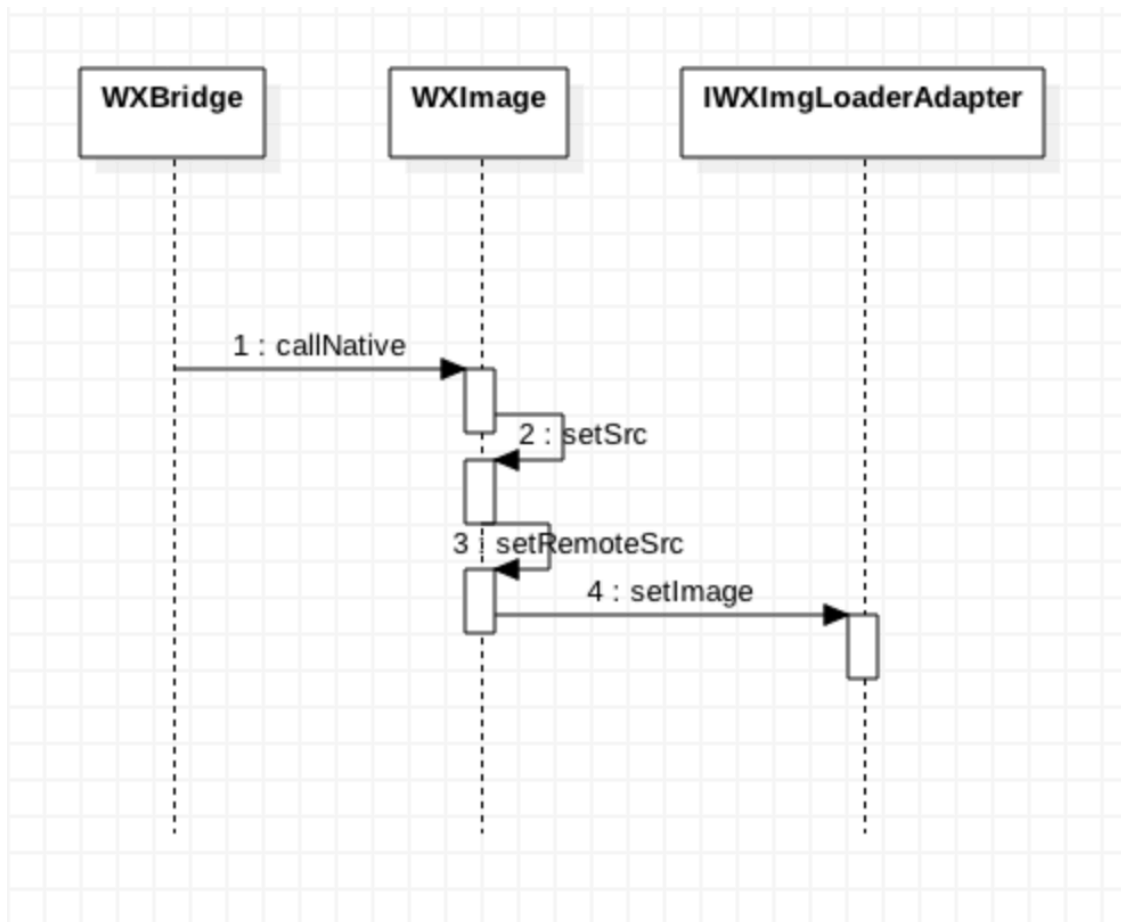 WXBridge
WXImage
IWXImgLoaderAdapter
1 : callNative
2 : setSrc
3 : setRemoteSrc
4 : setImage